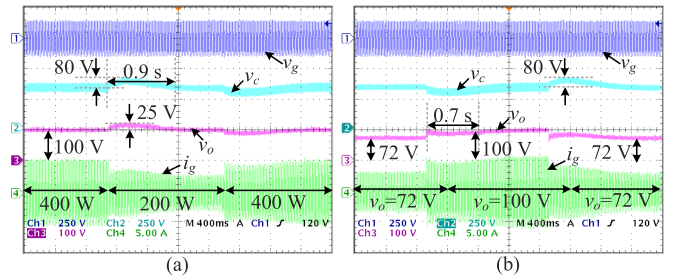 1
v_g
80 V
0.9 s
v_c
25 V
2
100 V
v_o
3
i_g
4
400 W
200 W
400 W
Ch1 250 V Ch2 250 V M 400ms A Ch1 ∫ 120 V
Ch3 100 V Ch4 5.00 A
(a)
1
v_g
v_c
80 V
0.7 s
v_o
2
72 V
100 V
72 V
3
i_g
4
v_o=72 V
v_o=100 V
v_o=72 V
Ch1 250 V Ch2 250 V M 400ms A Ch1 ∫ 120 V
Ch3 100 V Ch4 5.00 A
(b)